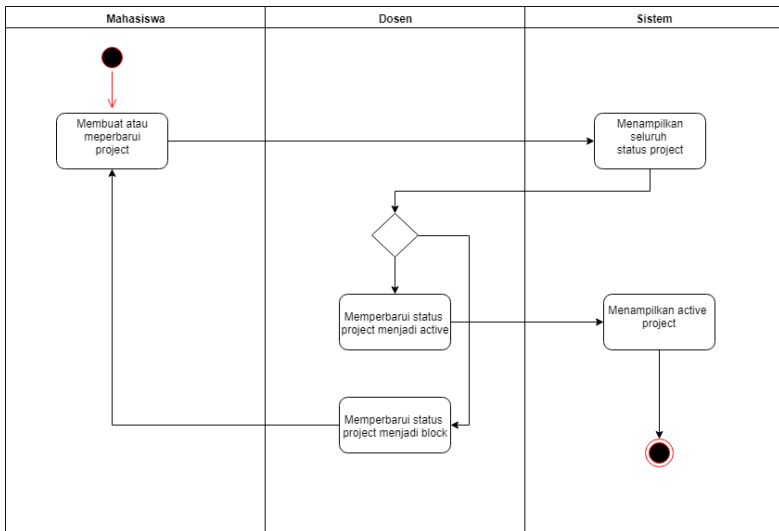 Mahasiswa
Dosen
Sistem
Membuat atau
meperbarui
project
Menampilkan
seluruh
status project
Memperbarui status
project menjadi active
Menampilkan active
project
Memperbarui status
project menjadi block